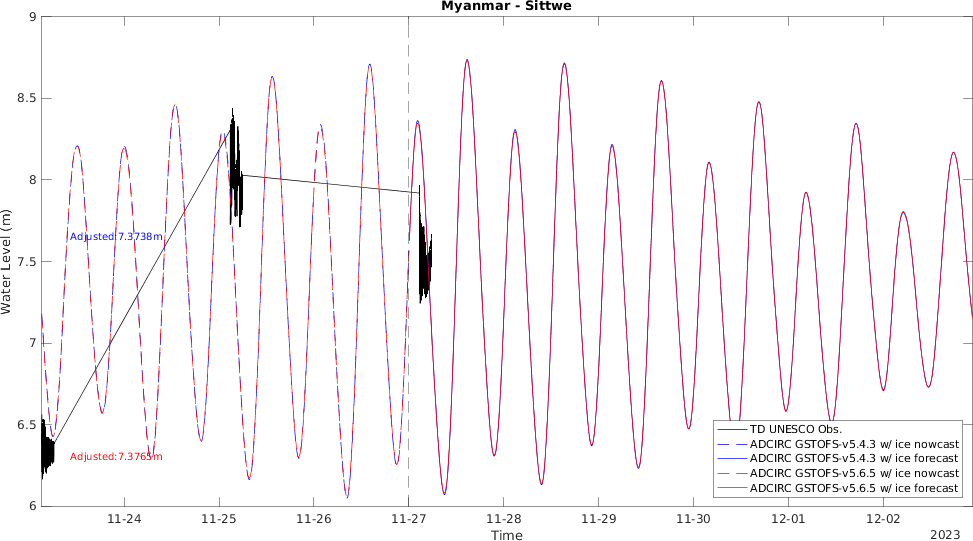 Myanmar - Sittwe
9
8.5
8
7.5
7
6.5
6
Water Level (m)
Adjusted:7.3738m
Adjusted:7.3765m
TD UNESCO Obs.
ADCIRC GSTOFS-v5.4.3 w/ ice nowcast
ADCIRC GSTOFS-v5.4.3 w/ ice forecast
ADCIRC GSTOFS-v5.6.5 w/ ice nowcast
ADCIRC GSTOFS-v5.6.5 w/ ice forecast
11-24 11-25 11-26 11-27 11-28 11-29 11-30 12-01 12-02
Time
2023